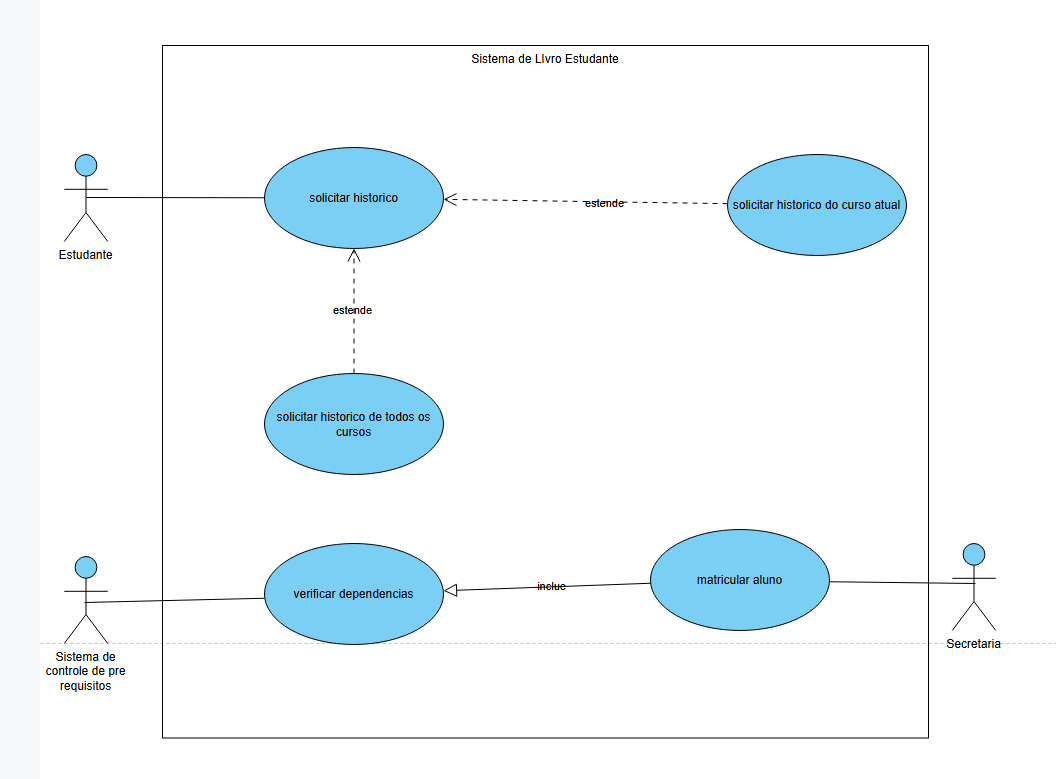 Sistema de LIvro Estudante
solicitar historico
estende
solicitar historico do curso atual
Estudante
estende
solicitar historico de todos os
cursos
verificar dependencias
inclue
matricular aluno
Secretaria
Sistema de
controle de pre
requisitos